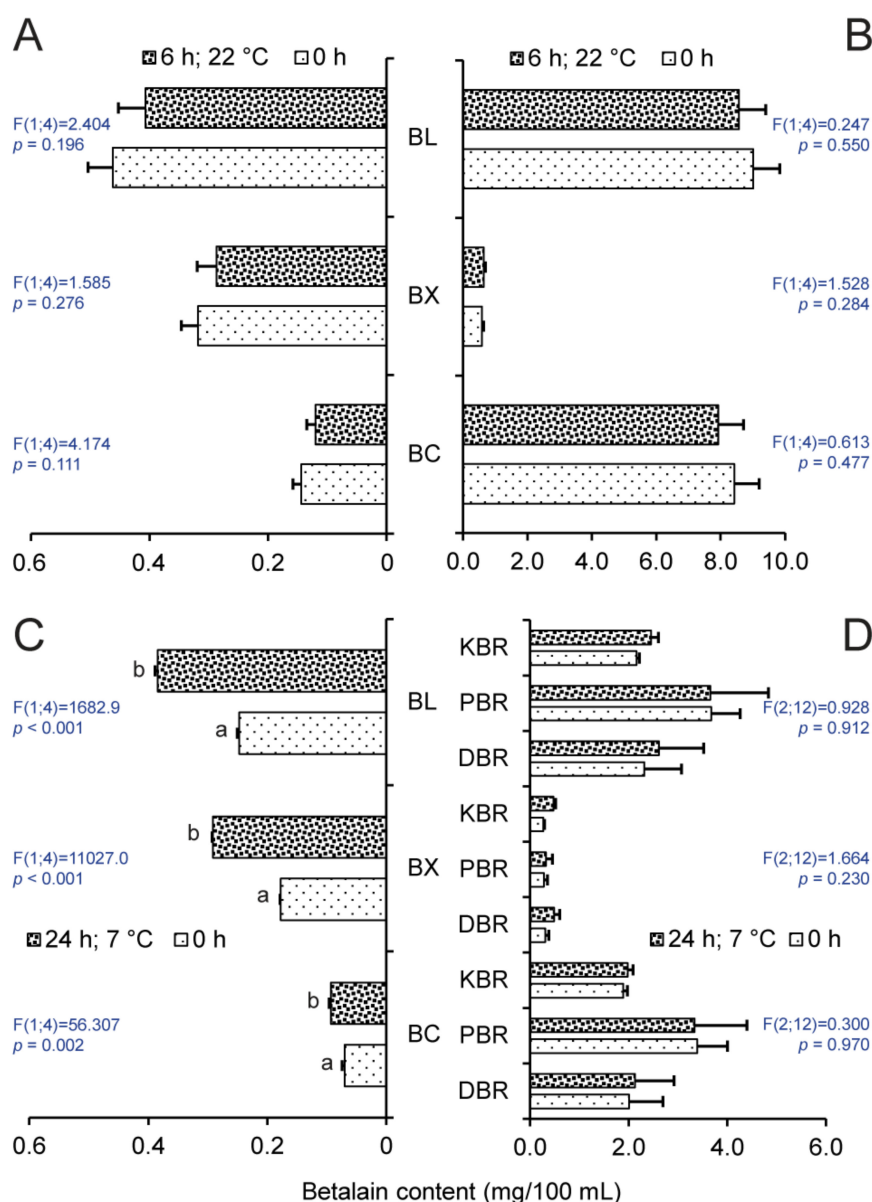 A
B
6 h; 22 °C 0 h
6 h; 22 °C 0 h
F(1;4)=2.404
p = 0.196
BL
F(1;4)=0.247
p = 0.550
F(1;4)=1.585
p = 0.276
BX
F(1;4)=1.528
p = 0.284
F(1;4)=4.174
p = 0.111
BC
F(1;4)=0.613
p = 0.477
0.6 0.4 0.2 0
0.0 2.0 4.0 6.0 8.0 10.0
C
D
b
a
F(1;4)=1682.9
p < 0.001
BL
KBR
PBR
DBR
F(2;12)=0.928
p = 0.912
b
a
F(1;4)=11027.0
p < 0.001
BX
KBR
PBR
DBR
F(2;12)=1.664
p = 0.230
24 h; 7 °C 0 h
24 h; 7 °C 0 h
b
a
F(1;4)=56.307
p = 0.002
BC
KBR
PBR
DBR
F(2;12)=0.300
p = 0.970
0.6 0.4 0.2 0
0.0 2.0 4.0 6.0
Betalain content (mg/100 mL)